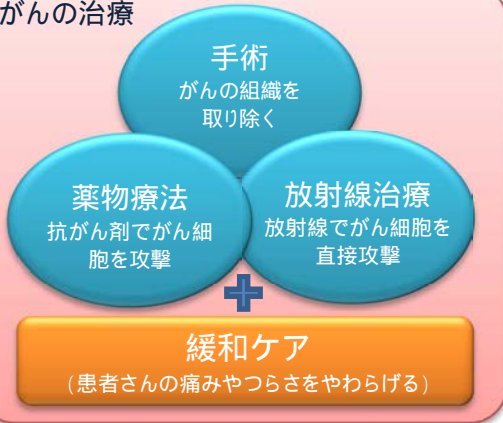 がんの治療
手術
がんの組織を
取り除く
薬物療法
抗がん剤でがん細
胞を攻撃
放射線治療
放射線でがん細胞を
直接攻撃
緩和ケア
(患者さんの痛みやつらさをやわらげる)